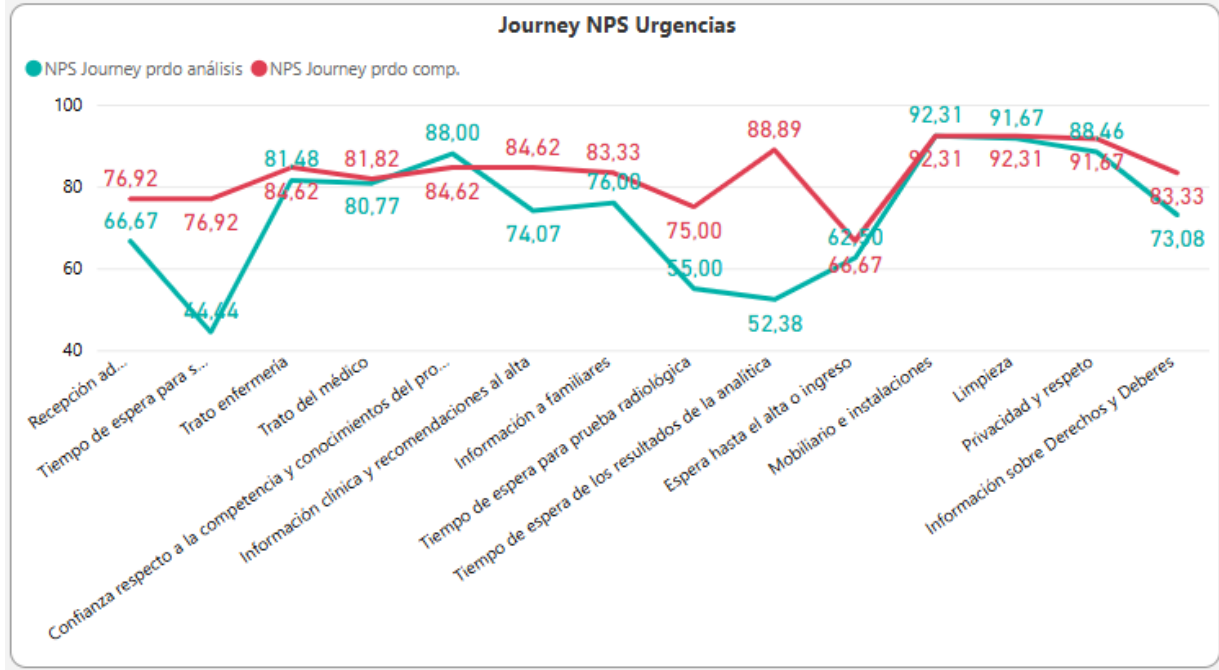 Journey NPS Urgencias
NPS Journey prdo análisis NPS Journey prdo comp.
100
80
60
40
76,92
66,67
76,92
44,44
81,48
84,62
81,82
80,77
88,00
84,62
84,62
74,07
83,33
76,00
75,00
55,00
88,89
52,38
62,50
66,67
92,31
92,31
91,67
92,31
88,46
91,67
83,33
73,08
Recepción ad...
Tiempo de espera para s...
Trato enfermería
Trato del médico
Confianza respecto a la competencia y conocimientos del pro...
Información clínica y recomendaciones al alta
Información a familiares
Tiempo de espera para prueba radiológica
Tiempo de espera de los resultados de la analítica
Espera hasta el alta o ingreso
Mobiliario e instalaciones
Limpieza
Privacidad y respeto
Información sobre Derechos y Deberes